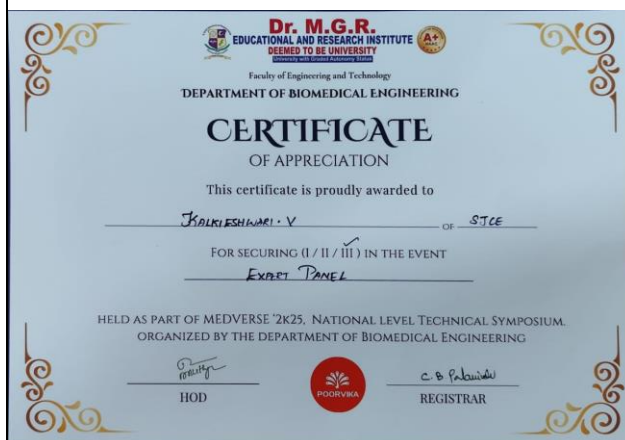 Dr. M.G.R.
EDUCATIONAL AND RESEARCH INSTITUTE
DEEMED TO BE UNIVERSITY
University with Graded Autonomy Status
A+
NAAC
Faculty of Engineering and Technology
DEPARTMENT OF BIOMEDICAL ENGINEERING
CERTIFICATE
OF APPRECIATION
This certificate is proudly awarded to
KALKIESHWARI. V OF SJCE
FOR SECURING (I / II / III) IN THE EVENT
EXPERT PANEL
HELD AS PART OF MEDVERSE '2K25, NATIONAL LEVEL TECHNICAL SYMPOSIUM.
ORGANIZED BY THE DEPARTMENT OF BIOMEDICAL ENGINEERING
HOD
POORVIKA
REGISTRAR